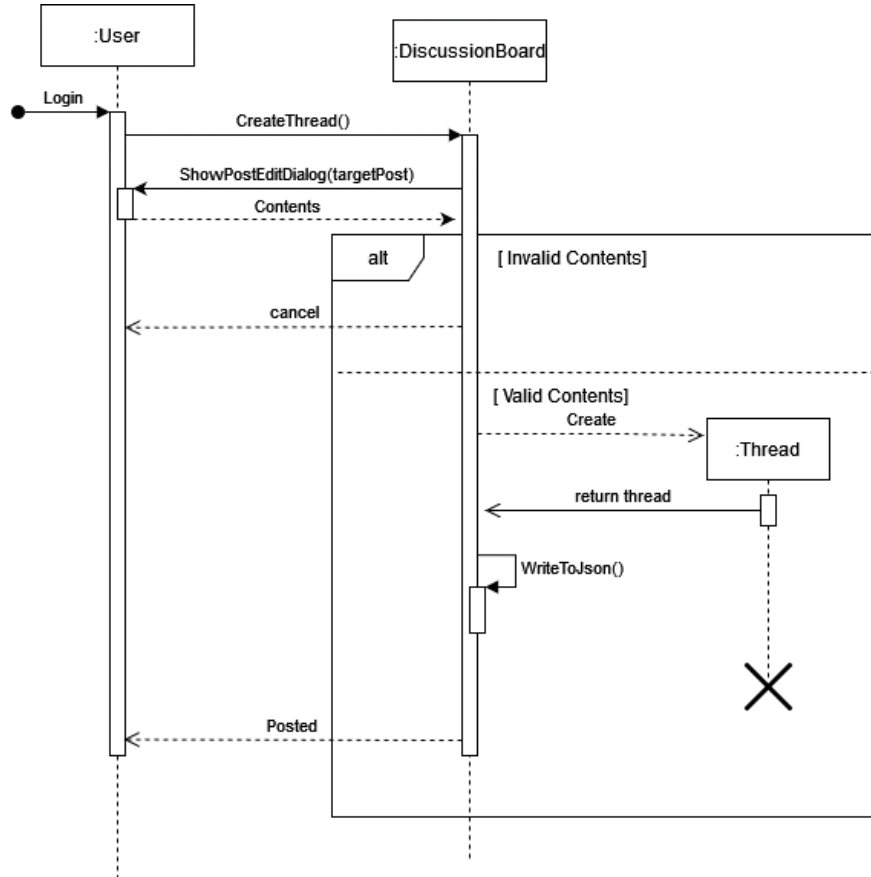 :User
:DiscussionBoard
Login
CreateThread()
ShowPostEditDialog(targetPost)
Contents
alt
[ Invalid Contents]
cancel
[ Valid Contents]
Create
:Thread
return thread
WriteToJson()
Posted